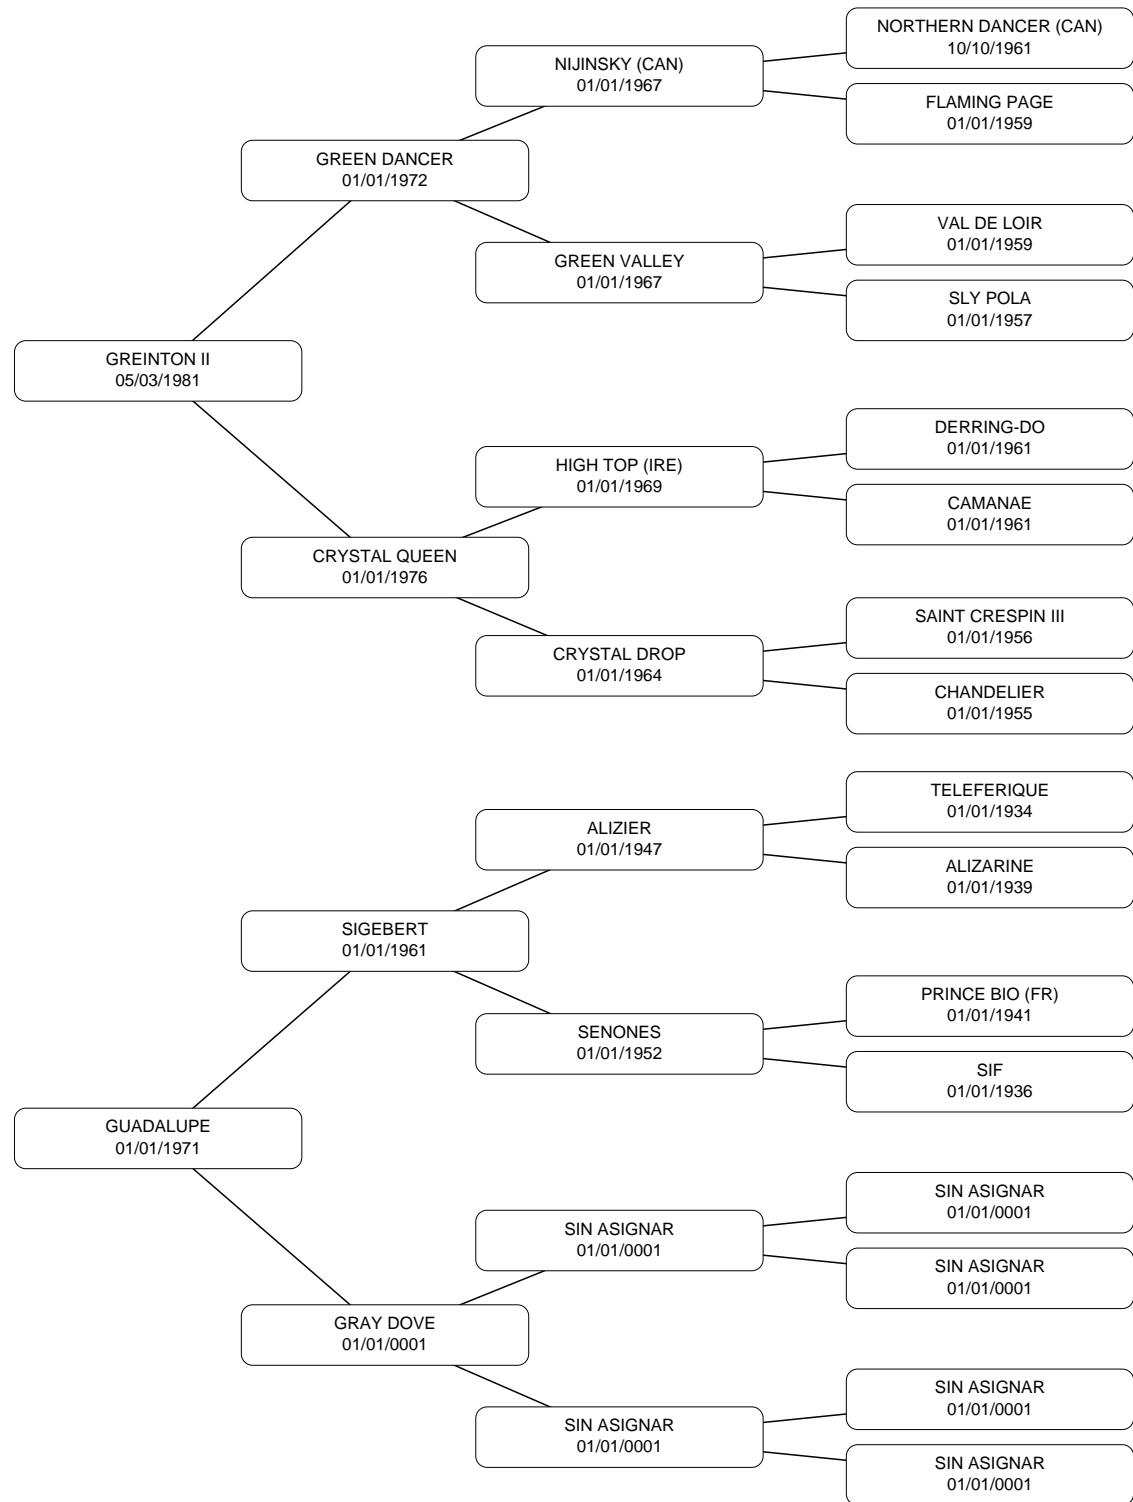 NORTHERN DANCER (CAN)
10/10/1961
NIJINSKY (CAN)
01/01/1967
FLAMING PAGE
01/01/1959
GREEN DANCER
01/01/1972
VAL DE LOIR
01/01/1959
GREEN VALLEY
01/01/1967
SLY POLA
01/01/1957
GREINTON II
05/03/1981
DERRING-DO
01/01/1961
HIGH TOP (IRE)
01/01/1969
CAMANAE
01/01/1961
CRYSTAL QUEEN
01/01/1976
SAINT CRESPIN III
01/01/1956
CRYSTAL DROP
01/01/1964
CHANDELIER
01/01/1955
TELEFERIQUE
01/01/1934
ALIZIER
01/01/1947
ALIZARINE
01/01/1939
SIGEBERT
01/01/1961
PRINCE BIO (FR)
01/01/1941
SENONES
01/01/1952
SIF
01/01/1936
GUADALUPE
01/01/1971
SIN ASIGNAR
01/01/0001
SIN ASIGNAR
01/01/0001
SIN ASIGNAR
01/01/0001
GRAY DOVE
01/01/0001
SIN ASIGNAR
01/01/0001
SIN ASIGNAR
01/01/0001
SIN ASIGNAR
01/01/0001